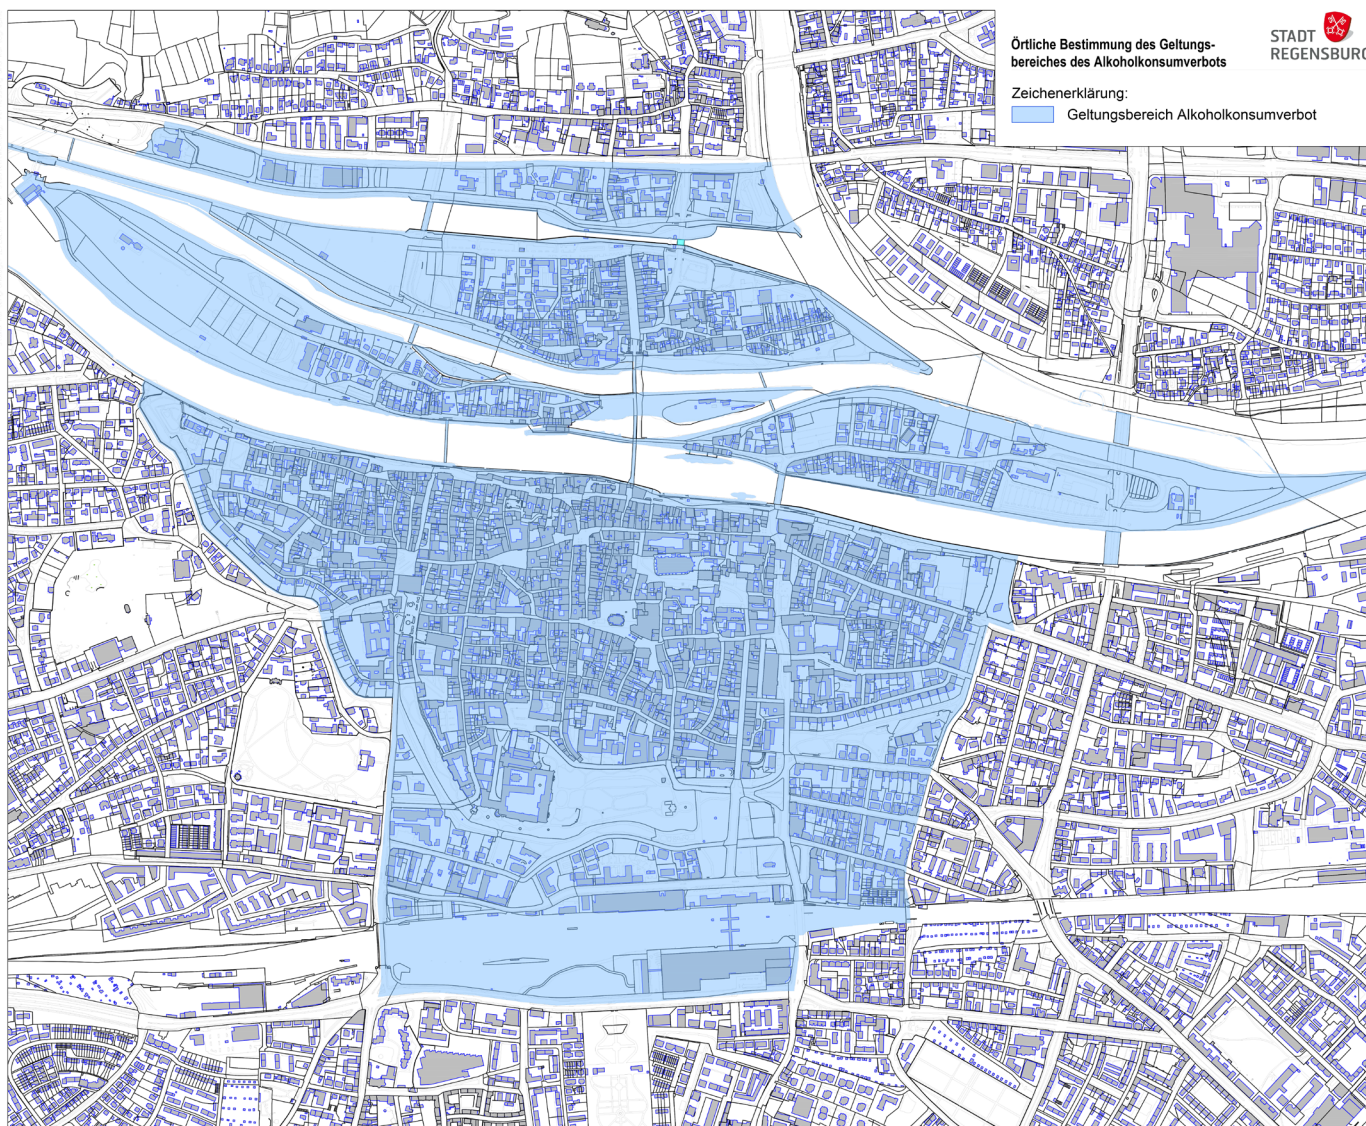 Örtliche Bestimmung des Geltungs-
bereiches des Alkoholkonsumverbots
STADT
REGENSBURG
Zeichenerklärung:
Geltungsbereich Alkoholkonsumverbot